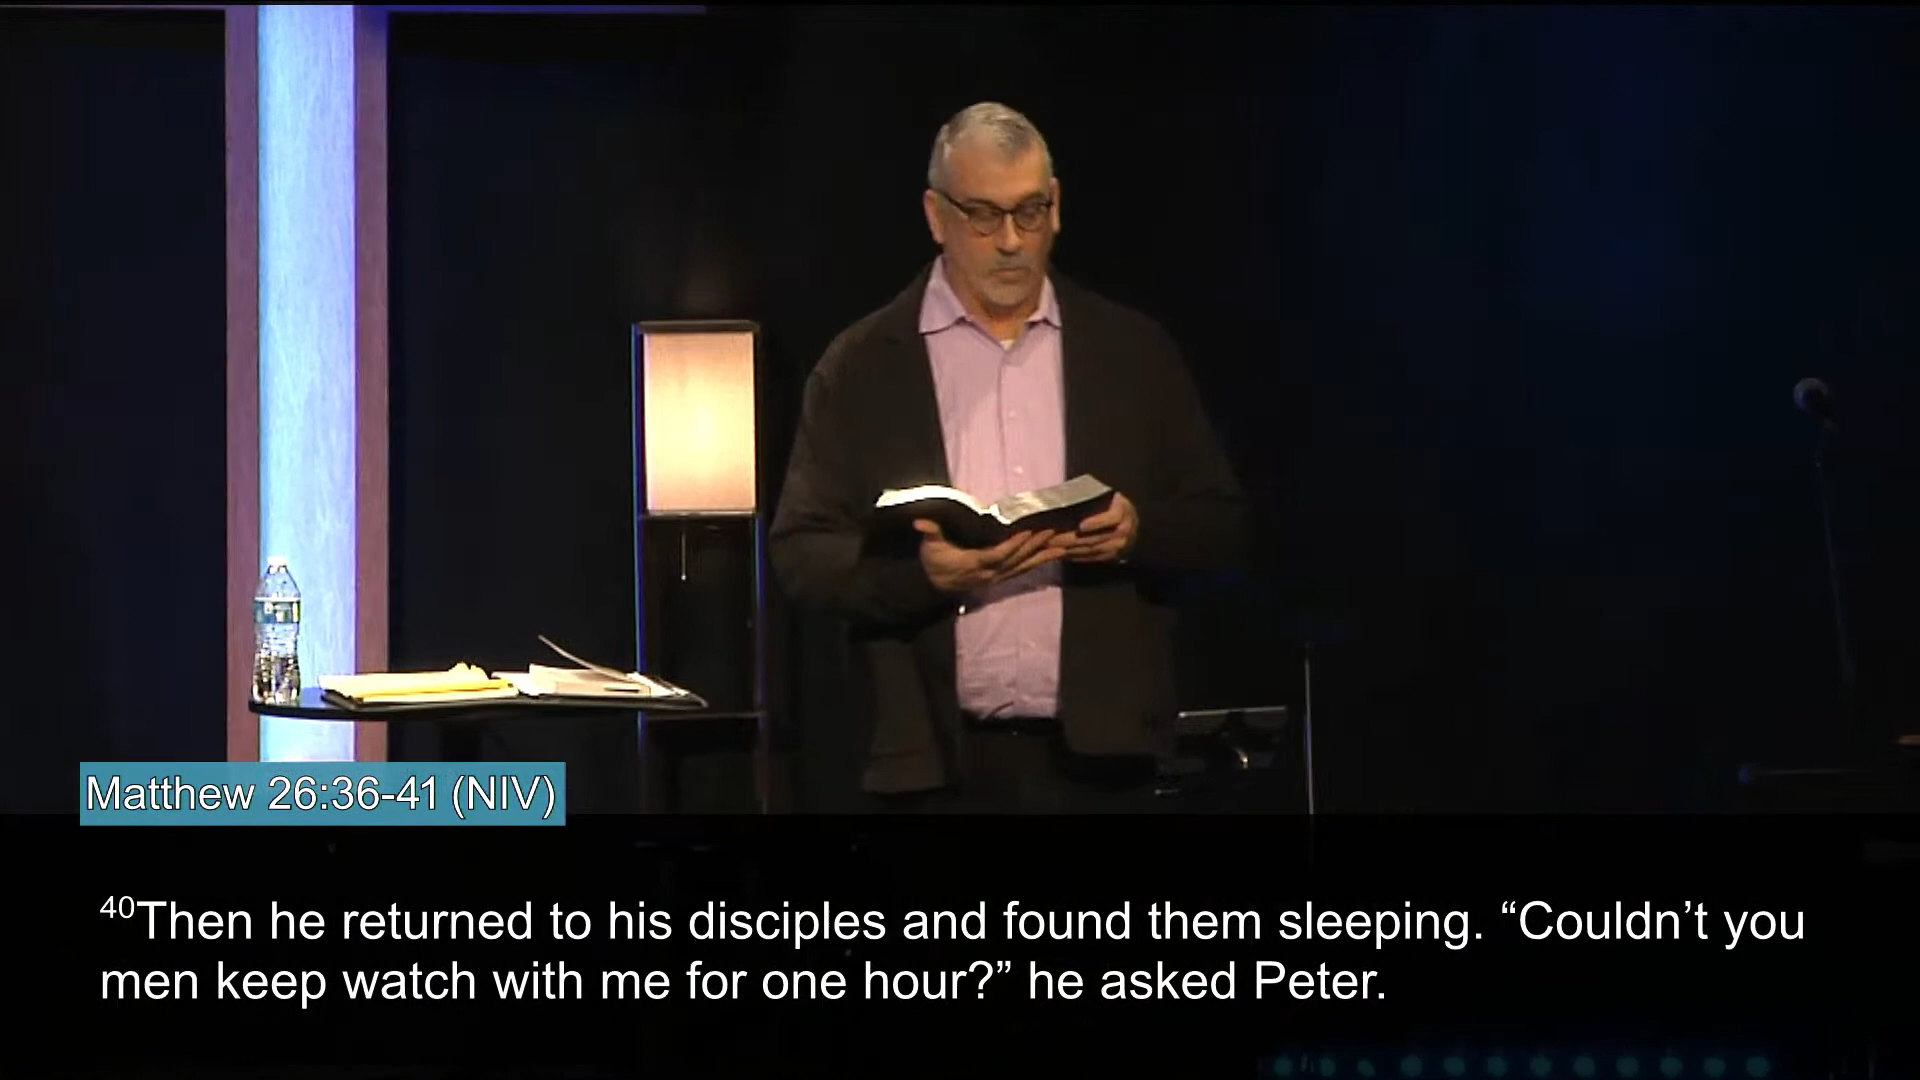 Matthew 26:36-41 (NIV)
40Then he returned to his disciples and found them sleeping. “Couldn’t you
men keep watch with me for one hour?” he asked Peter.